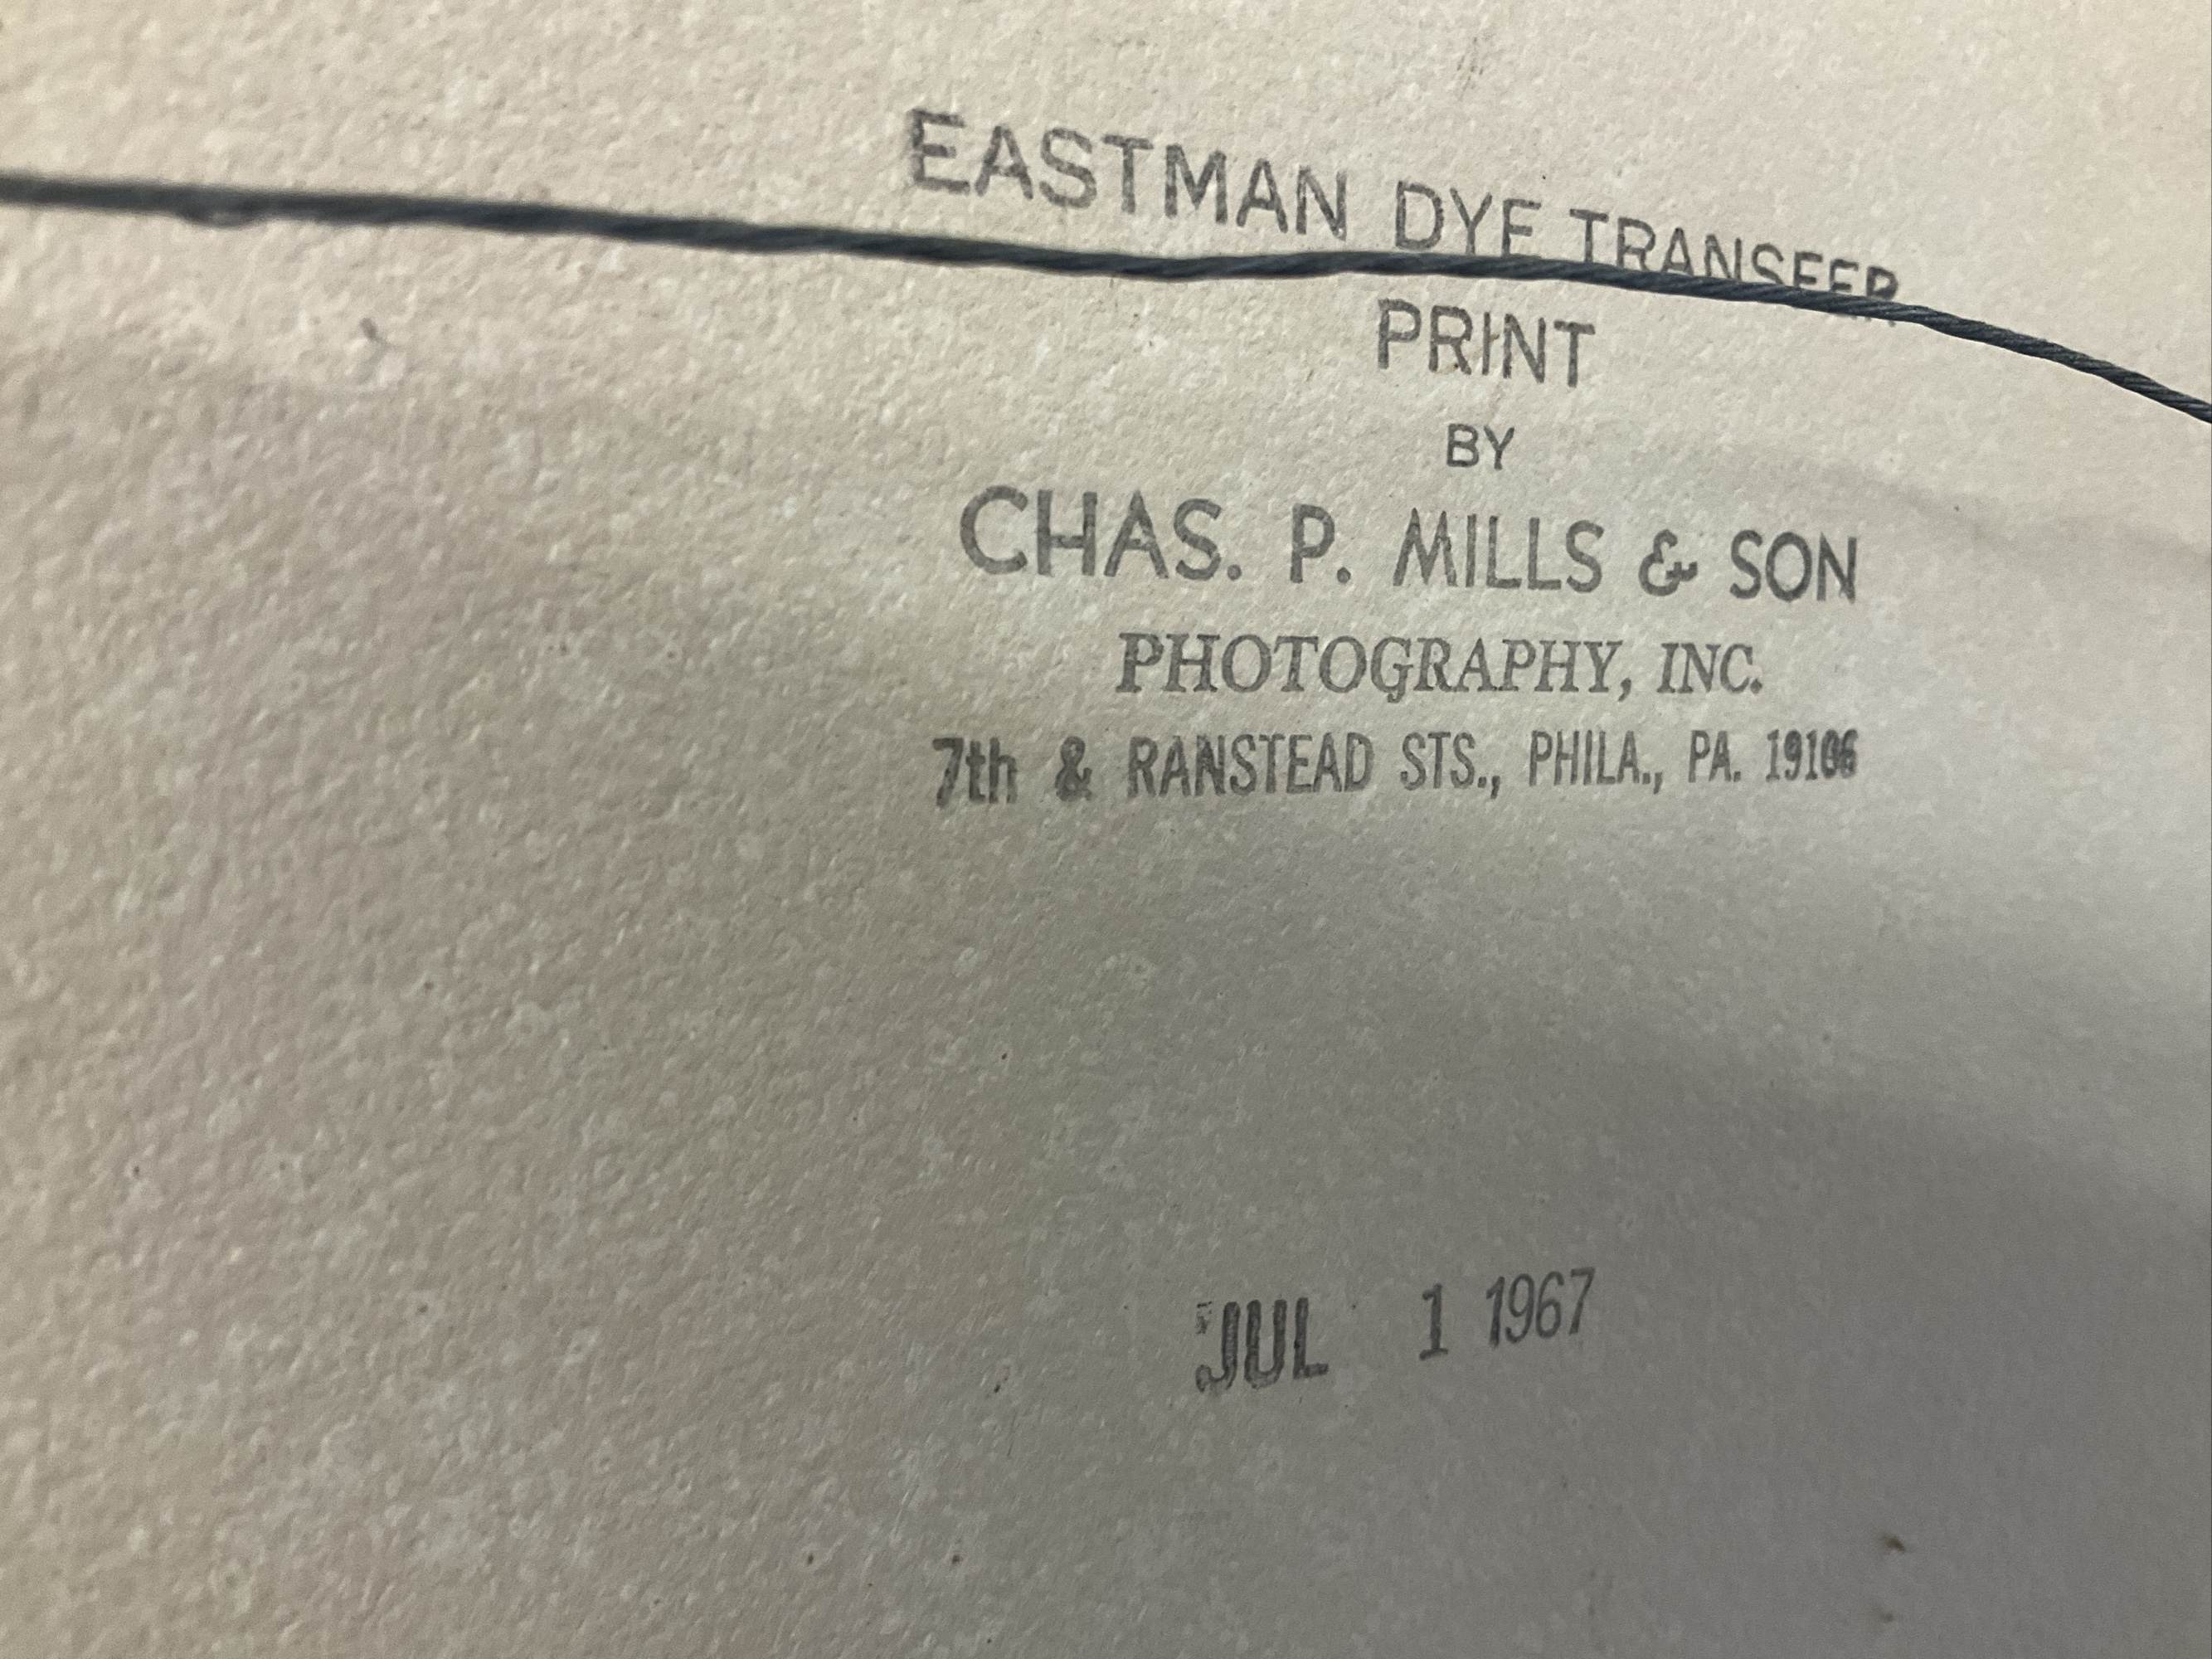 EASTMAN DYE TRANSFER
PRINT
BY
CHAS. P. MILLS & SON
PHOTOGRAPHY, INC.
7th & RANSTEAD STS., PHILA., PA. 19106
JUL 1 1967